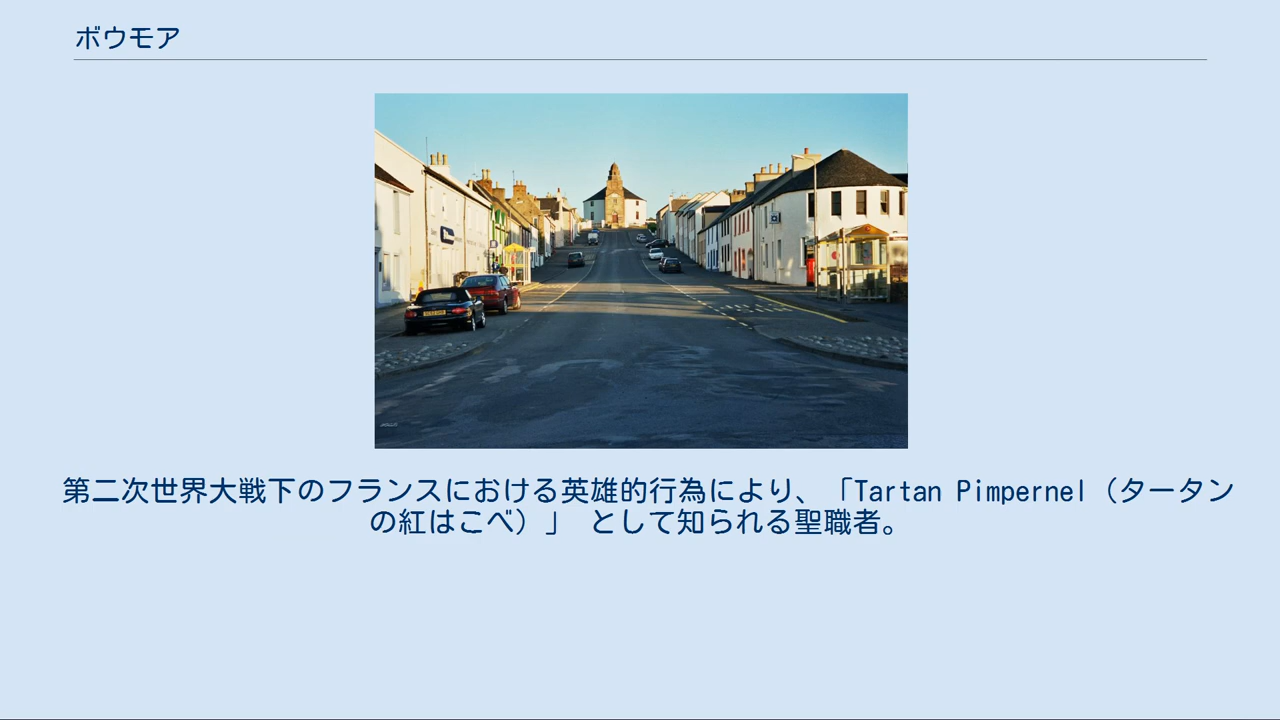 ボウモア
第二次世界大戦下のフランスにおける英雄的行為により、「Tartan Pimpernel（タータン
の紅はこべ）」 として知られる聖職者。